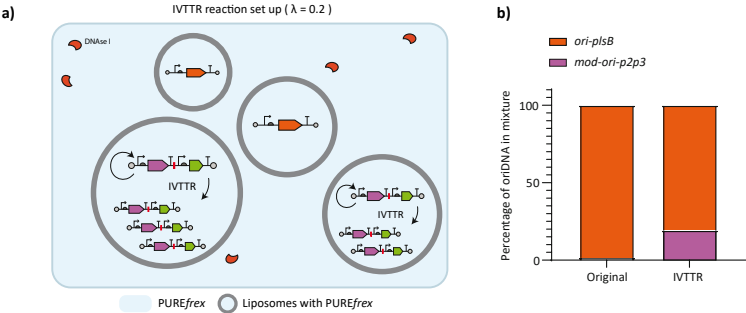 a)
IVTTR reaction set up ( λ = 0.2 )
DNAse I
IVTTR
IVTTR
PUREfrex
Liposomes with PUREfrex
b)
ori-plsB
mod-ori-p2p3
Percentage of oriDNA in mixture
100
50
0
Original
IVTTR